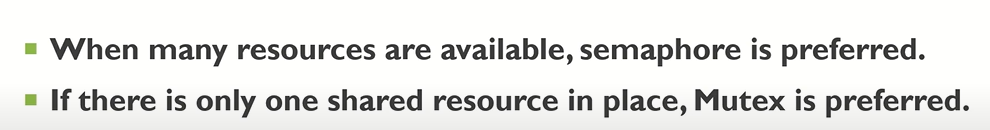 When many resources are available, semaphore is preferred.
If there is only one shared resource in place, Mutex is preferred.